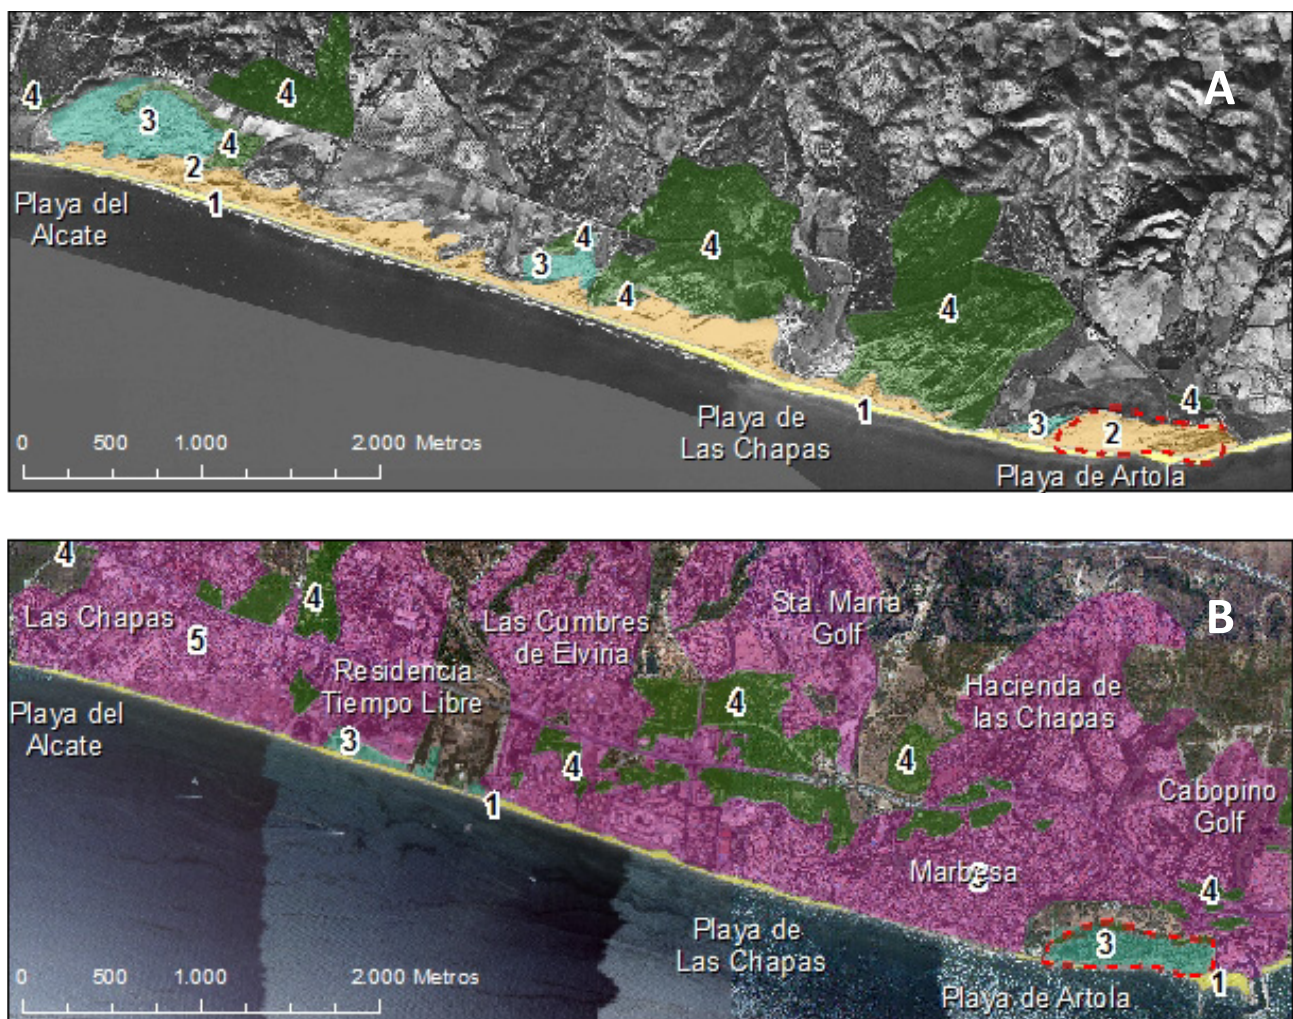 A
4
4
3
4
2
1
Playa del
Alcate
4
3
4
4
4
1
4
3
2
0 500 1.000 2.000 Metros
Playa de
Las Chapas
Playa de Artola
B
4
Las Chapas
5
4
Las Cumbres
de Elviria
Sta. María
Golf
Residencia
Tiempo Libre
4
Hacienda de
las Chapas
Playa del
Alcate
3
4
4
1
Cabopino
Golf
Marbesa
4
3
1
Playa de
Las Chapas
0 500 1.000 2.000 Metros
Playa de Artola